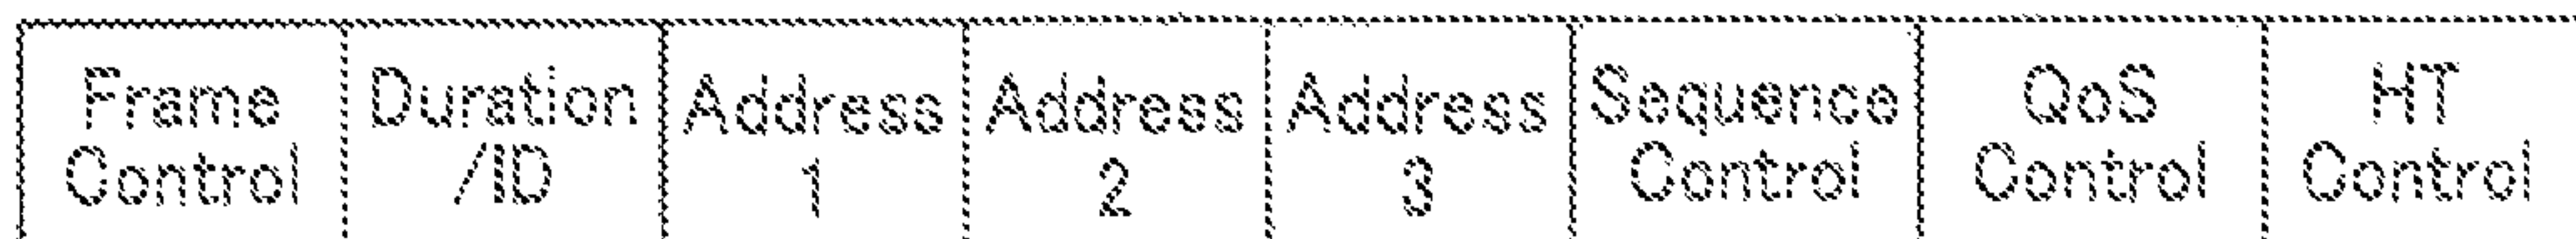 Frame Control
Duration /ID
Address 1
Address 2
Address 3
Sequence Control
QoS Control
HT Control